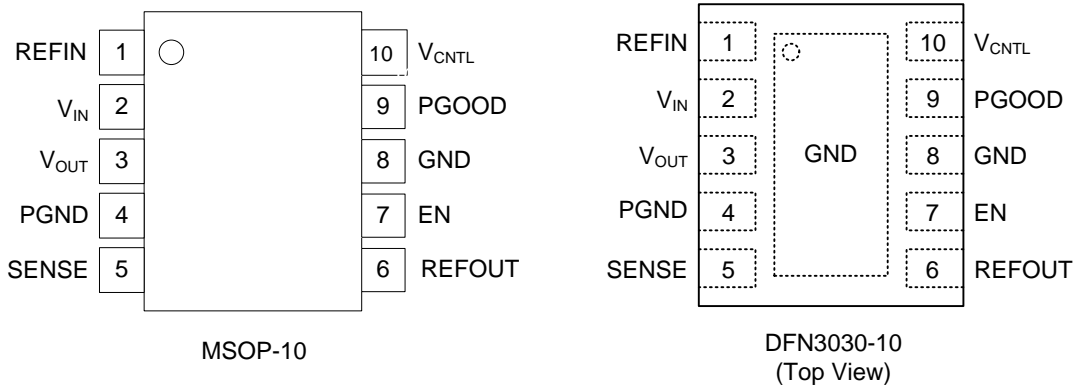 REFIN 1 10 VCNTL
VIN 2 9 PGOOD
VOUT 3 8 GND
PGND 4 7 EN
SENSE 5 6 REFOUT
MSOP-10
REFIN 1 10 VCNTL
VIN 2 9 PGOOD
VOUT 3 GND 8 GND
PGND 4 7 EN
SENSE 5 6 REFOUT
DFN3030-10
(Top View)